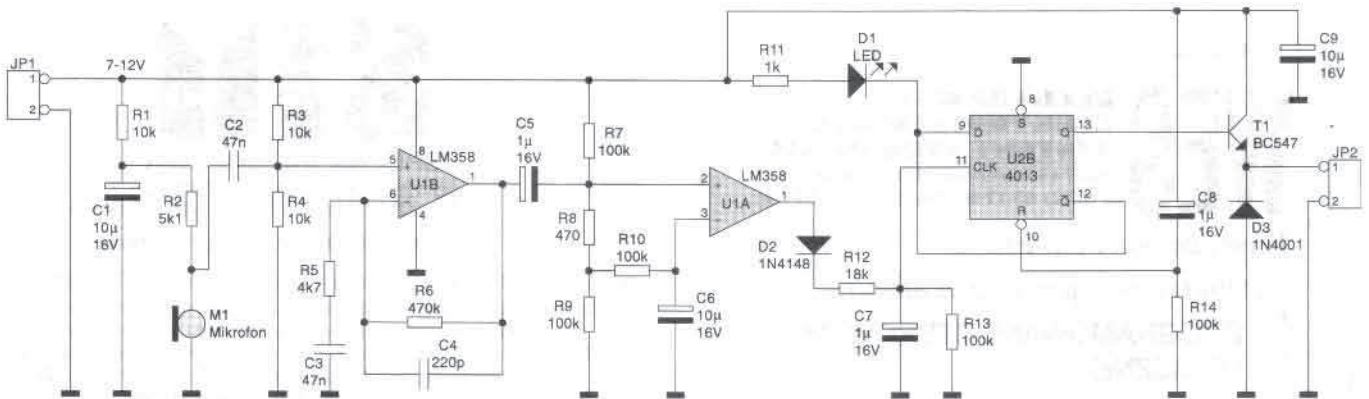 JP1
1
2
7-12V
R1
10k
C1
10μ
16V
R2
5k1
C2
47n
M1
Mikrofon
R3
10k
R4
10k
R5
4k7
C3
47n
5
6
8
4
1
+
-
LM358
U1B
R6
470k
C4
220p
C5
1μ
16V
R7
100k
R8
470
R9
100k
R10
100k
C6
10μ
16V
2
3
1
LM358
U1A
D2
1N4148
R12
18k
C7
1μ
16V
R13
100k
R11
1k
D1
LED
9
11
8
13
12
10
D
S
CLK
Q
Q
R
U2B
4013
C8
1μ
16V
R14
100k
T1
BC547
D3
1N4001
C9
10μ
16V
JP2
1
2